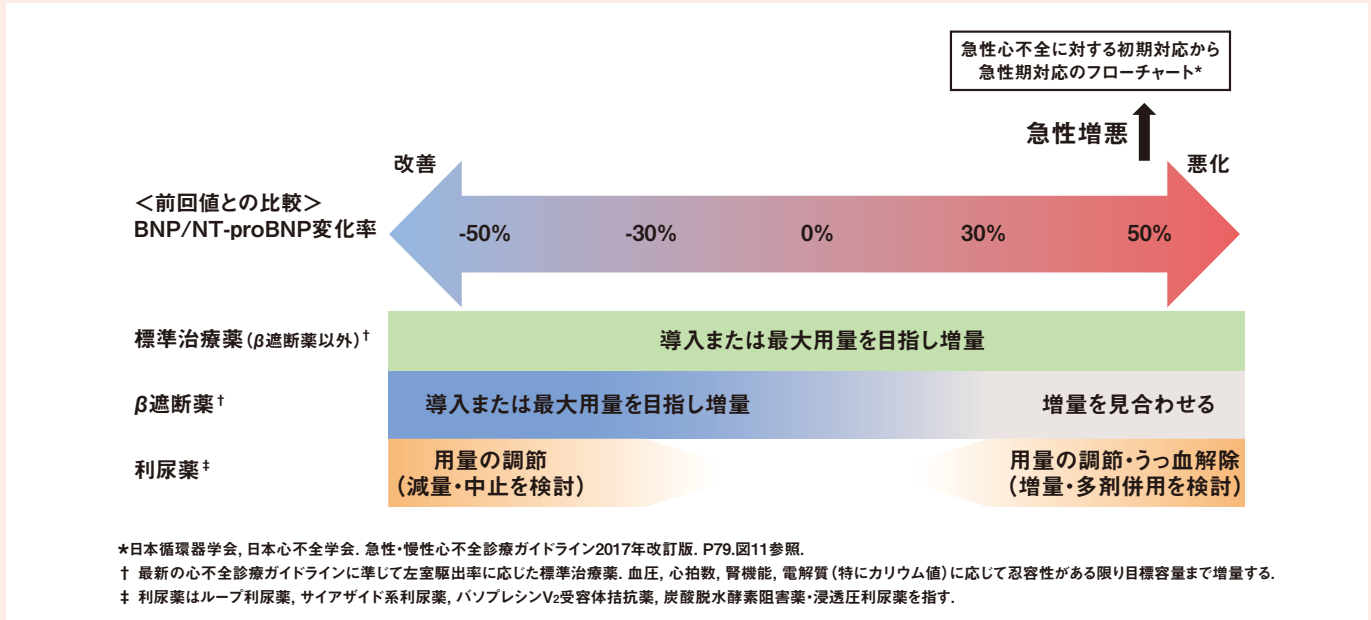 急性心不全に対する初期対応から
急性期対応のフローチャート*
急性増悪
改善
悪化
＜前回値との比較＞
BNP/NT-proBNP変化率
-50%
-30%
0%
30%
50%
標準治療薬(β遮断薬以外)†
導入または最大用量を目指し増量
β遮断薬†
導入または最大用量を目指し増量
増量を見合わせる
利尿薬‡
用量の調節
(減量・中止を検討)
用量の調節・うっ血解除
(増量・多剤併用を検討)
*日本循環器学会, 日本心不全学会. 急性・慢性心不全診療ガイドライン2017年改訂版. P79.図11参照.
† 最新の心不全診療ガイドラインに準じて左室駆出率に応じた標準治療薬. 血圧, 心拍数, 腎機能, 電解質(特にカリウム値)に応じて忍容性がある限り目標容量まで増量する.
‡ 利尿薬はループ利尿薬, サイアザイド系利尿薬, バソプレシンV₂受容体拮抗薬, 炭酸脱水酵素阻害薬・浸透圧利尿薬を指す.